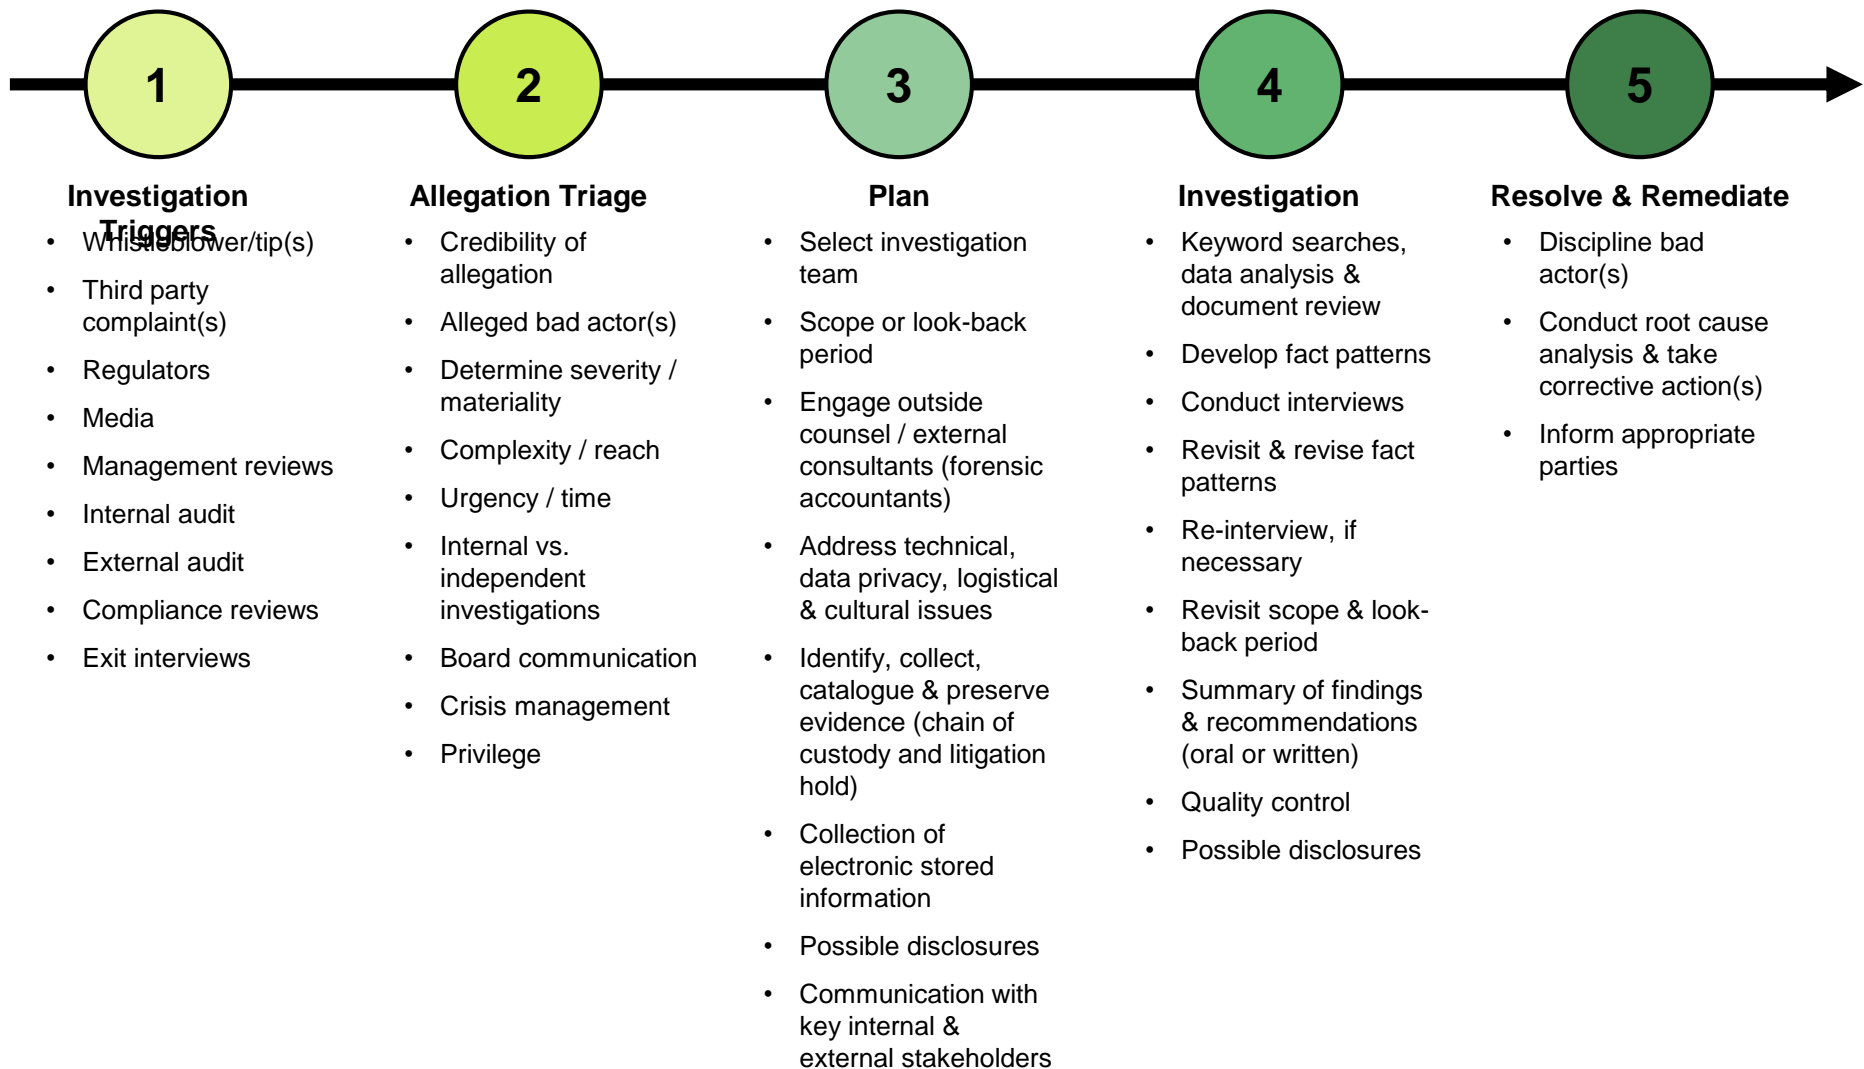 1
2
3
4
5
Investigation
Triggers
• Whistleblower/tip(s)
• Third party
complaint(s)
• Regulators
• Media
• Management reviews
• Internal audit
• External audit
• Compliance reviews
• Exit interviews
Allegation Triage
• Credibility of
allegation
• Alleged bad actor(s)
• Determine severity /
materiality
• Complexity / reach
• Urgency / time
• Internal vs.
independent
investigations
• Board communication
• Crisis management
• Privilege
Plan
• Select investigation
team
• Scope or look-back
period
• Engage outside
counsel / external
consultants (forensic
accountants)
• Address technical,
data privacy, logistical
& cultural issues
• Identify, collect,
catalogue & preserve
evidence (chain of
custody and litigation
hold)
• Collection of
electronic stored
information
• Possible disclosures
• Communication with
key internal &
external stakeholders
Investigation
• Keyword searches,
data analysis &
document review
• Develop fact patterns
• Conduct interviews
• Revisit & revise fact
patterns
• Re-interview, if
necessary
• Revisit scope & look-
back period
• Summary of findings
& recommendations
(oral or written)
• Quality control
• Possible disclosures
Resolve & Remediate
• Discipline bad
actor(s)
• Conduct root cause
analysis & take
corrective action(s)
• Inform appropriate
parties